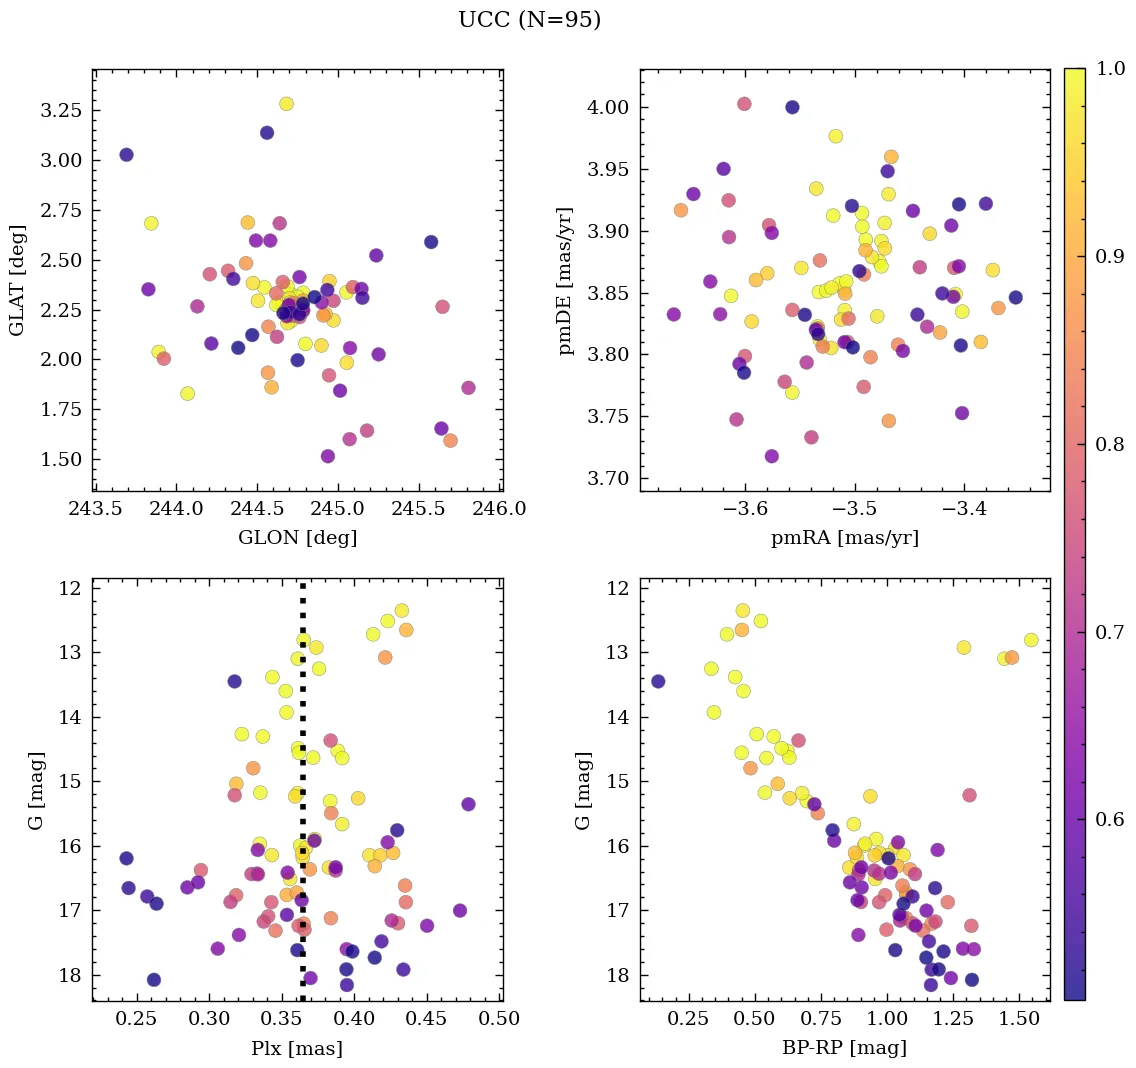 UCC (N=95)
3.25
3.00
2.75
2.50
2.25
2.00
1.75
1.50
GLAT [deg]
243.5 244.0 244.5 245.0 245.5 246.0
GLON [deg]
4.00
3.95
3.90
3.85
3.80
3.75
3.70
pmDE [mas/yr]
−3.6 −3.5 −3.4
pmRA [mas/yr]
1.0
0.9
0.8
0.7
0.6
12
13
14
15
16
17
18
G [mag]
0.25 0.30 0.35 0.40 0.45 0.50
Plx [mas]
12
13
14
15
16
17
18
G [mag]
0.25 0.50 0.75 1.00 1.25 1.50
BP-RP [mag]